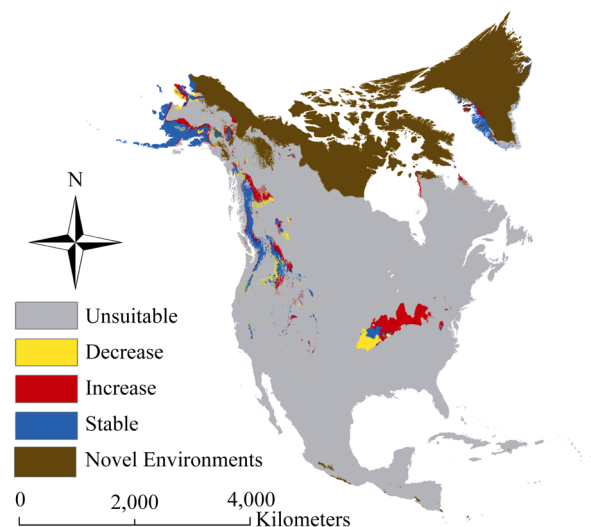 N
Unsuitable
Decrease
Increase
Stable
Novel Environments
0 2,000 4,000
Kilometers